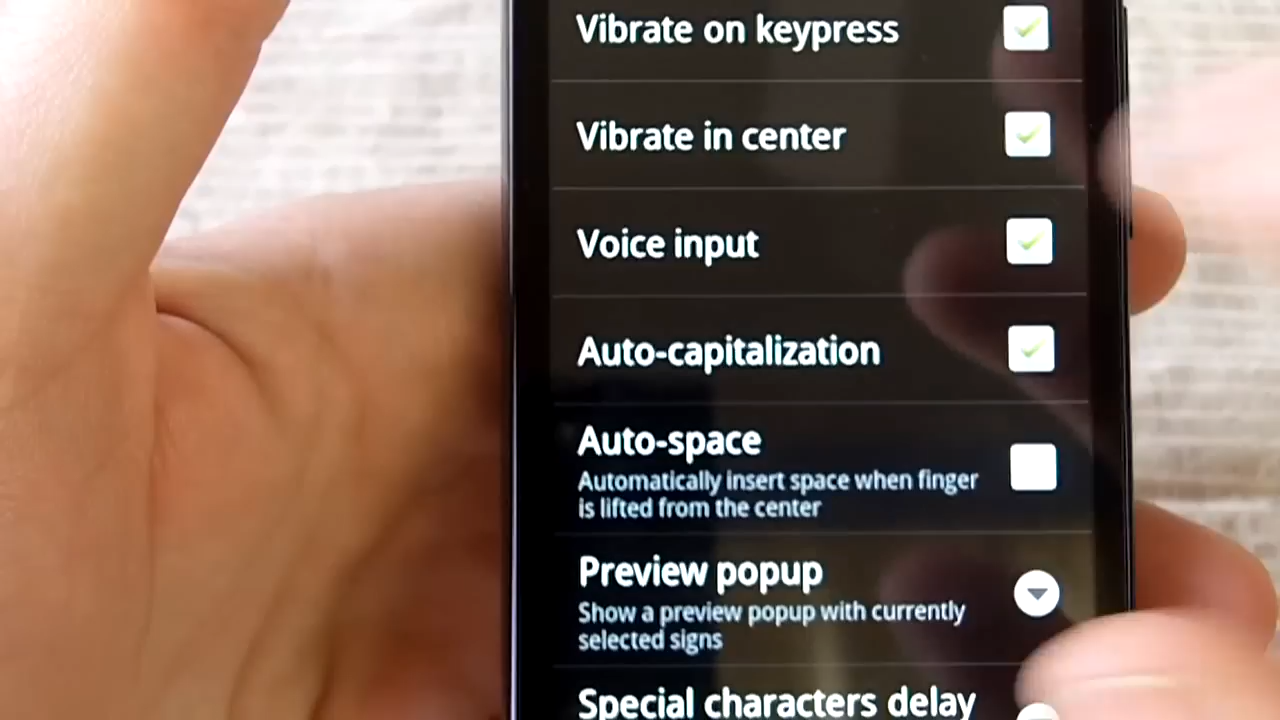 Vibrate on keypress
Vibrate in center
Voice input
Auto-capitalization
Auto-space
Automatically insert space when finger
is lifted from the center
Preview popup
Show a preview popup with currently
selected signs
Special characters delay